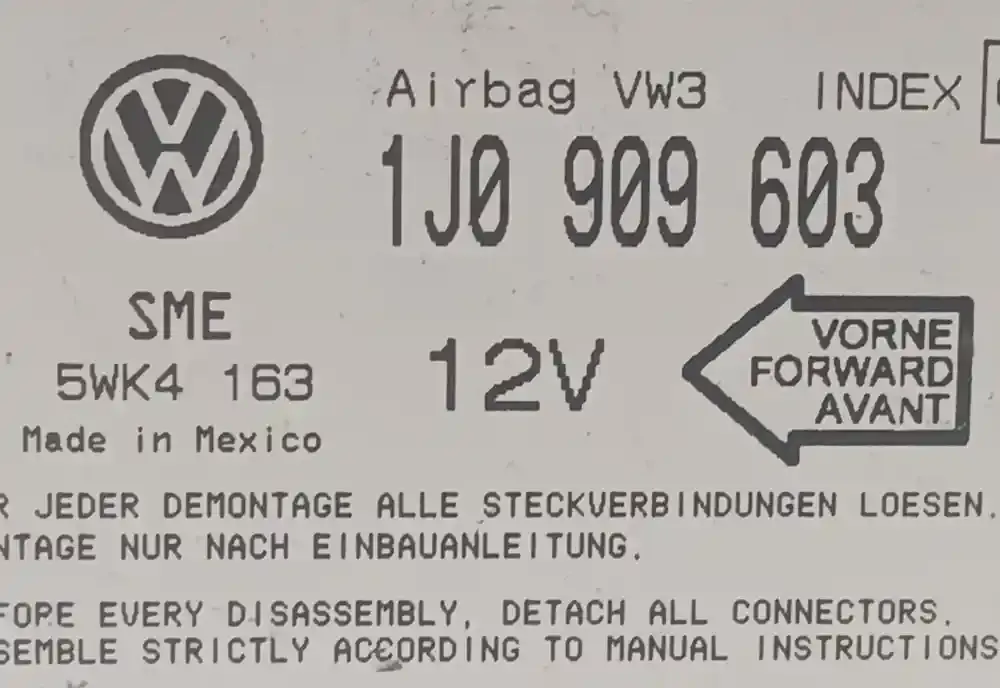 Airbag VW3 INDEX
1J0 909 603
SME
5WK4 163
Made in Mexico
12V
VORNE
FORWARD
AVANT
R JEDER DEMONTAGE ALLE STECKVERBINDUNGEN LOESEN.
NTAGE NUR NACH EINBAUANLEITUNG.
FORE EVERY DISASSEMBLY, DETACH ALL CONNECTORS.
SEMBLE STRICTLY ACCORDING TO MANUAL INSTRUCTIONS